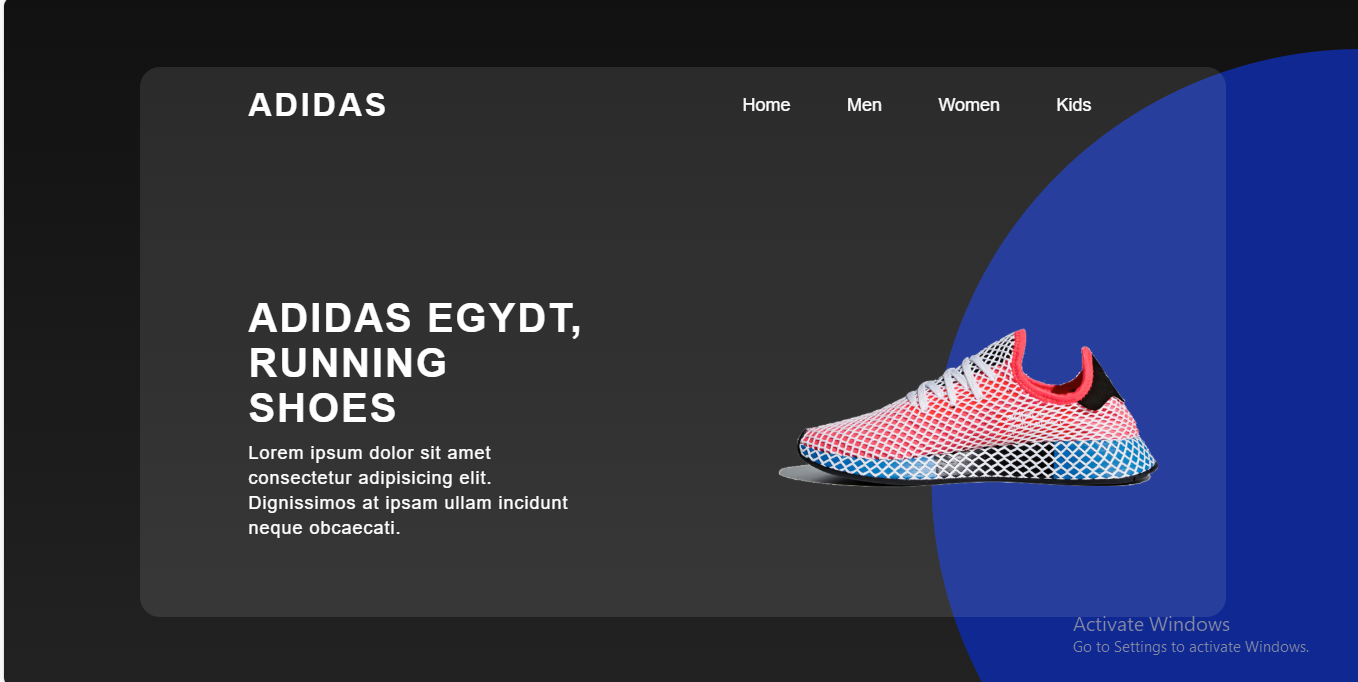 ADIDAS
Home Men Women Kids
ADIDAS EGYDT,
RUNNING
SHOES
Lorem ipsum dolor sit amet
consectetur adipisicing elit.
Dignissimos at ipsam ullam incidunt
neque obcaecati.
Activate Windows
Go to Settings to activate Windows.